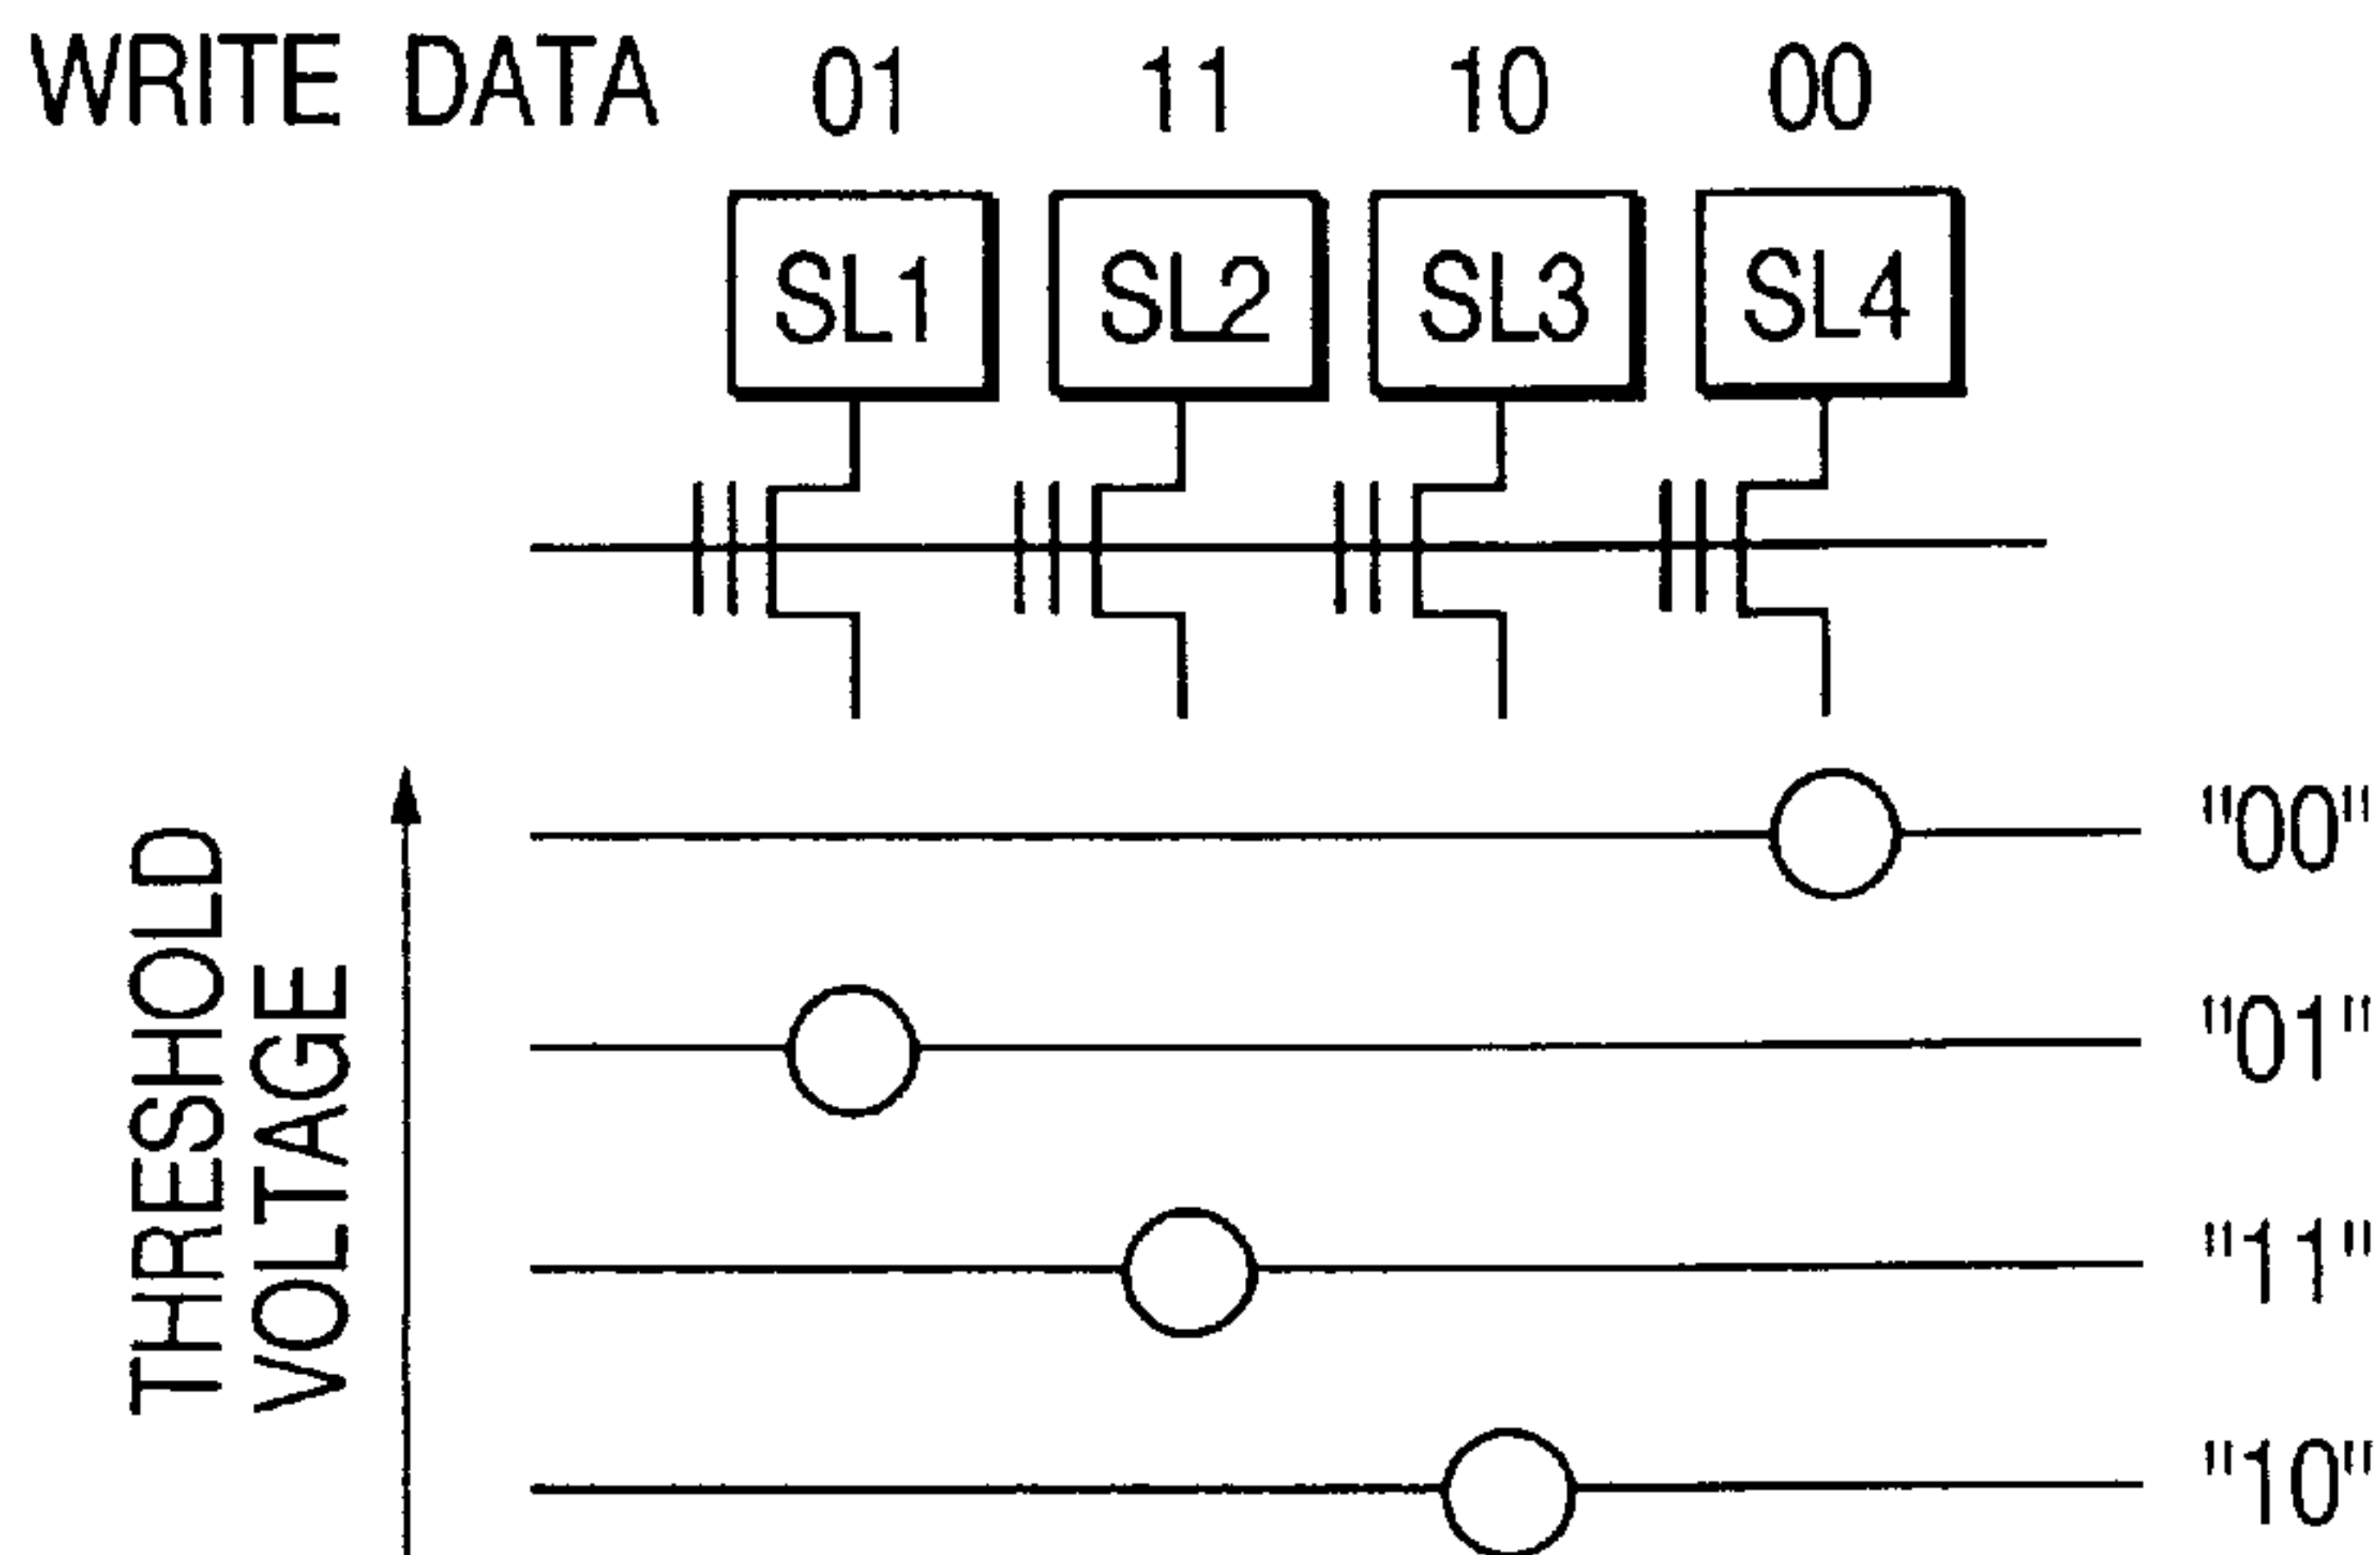 WRITE DATA 01 11 10 00
SL1 SL2 SL3 SL4
THRESHOLD
VOLTAGE
"00"
"01"
"11"
"10"